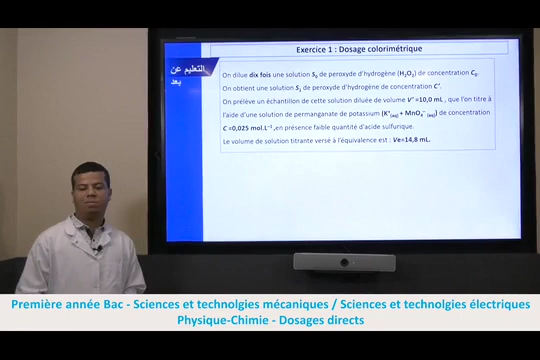 Exercice 1 : Dosage colorimétrique
التعليم عن
بعد
On dilue dix fois une solution S₀ de peroxyde d'hydrogène (H₂O₂) de concentration C₀.
On obtient une solution S₁ de peroxyde d'hydrogène de concentration C'.
On prélève un échantillon de cette solution diluée de volume V' =10,0 mL , que l'on titre à
l'aide d'une solution de permanganate de potassium (K⁺(aq) + MnO₄⁻ (aq)) de concentration
C =0,025 mol.L⁻¹ ,en présence faible quantité d'acide sulfurique.
Le volume de solution titrante versé à l'équivalence est : Ve=14,8 mL.
Première année Bac - Sciences et technolgies mécaniques / Sciences et technolgies électriques
Physique-Chimie - Dosages directs